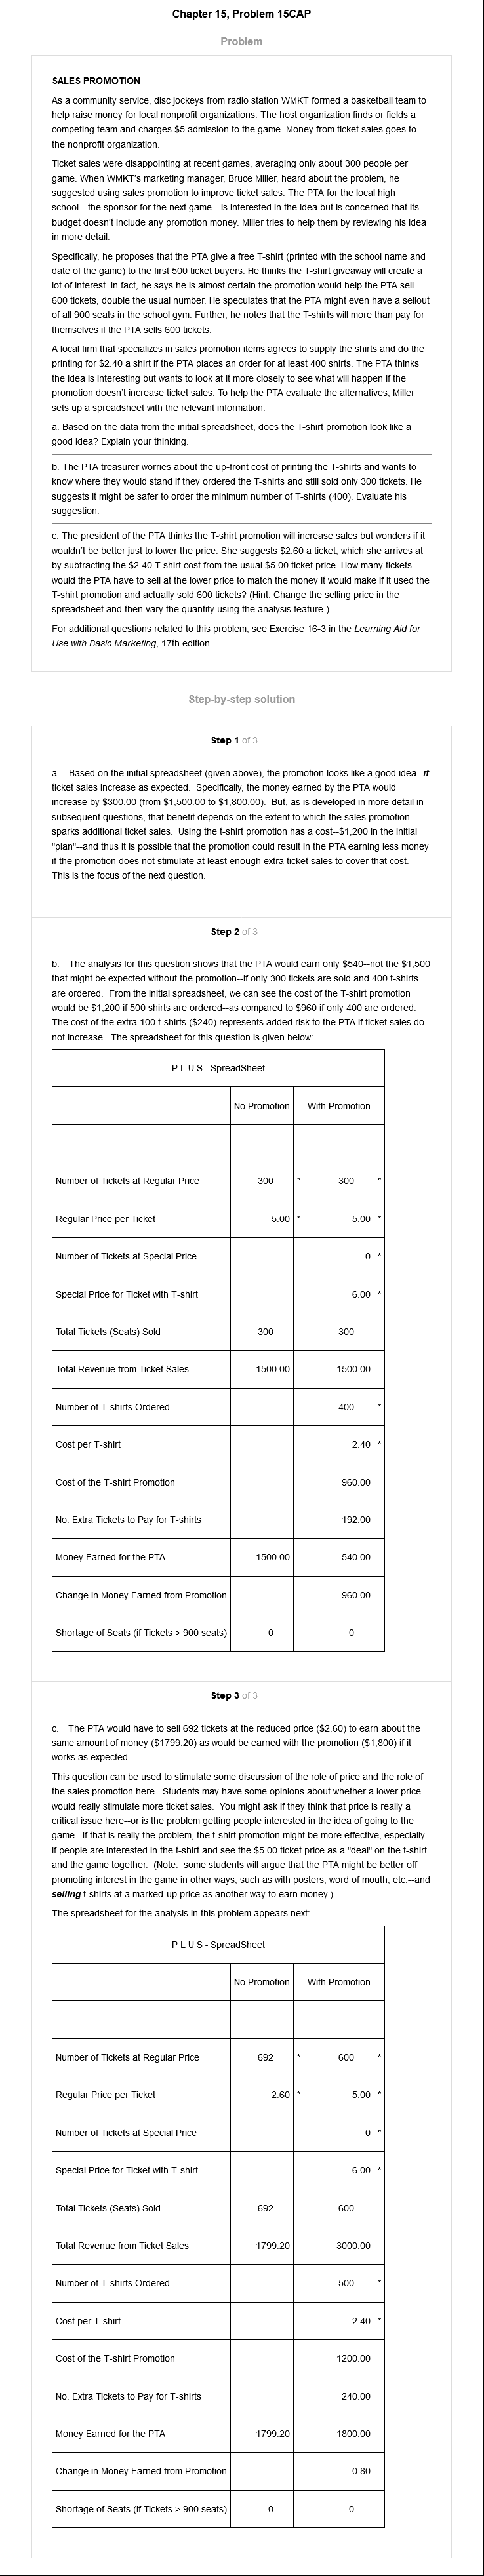 Chapter 15, Problem 15CAP
Problem
SALES PROMOTION
As a community service, disc jockeys from radio station WMKT formed a basketball team to
help raise money for local nonprofit organizations. The host organization finds or fields a
competing team and charges $5 admission to the game. Money from ticket sales goes to
the nonprofit organization.
Ticket sales were disappointing at recent games, averaging only about 300 people per
game. When WMKT's marketing manager, Bruce Miller, heard about the problem, he
suggested using sales promotion to improve ticket sales. The PTA for the local high
school—the sponsor for the next game—is interested in the idea but is concerned that its
budget doesn't include any promotion money. Miller tries to help them by reviewing his idea
in more detail.
Specifically, he proposes that the PTA give a free T-shirt (printed with the school name and
date of the game) to the first 500 ticket buyers. He thinks the T-shirt giveaway will create a
lot of interest. In fact, he says he is almost certain the promotion would help the PTA sell
600 tickets, double the usual number. He speculates that the PTA might even have a sellout
of all 900 seats in the school gym. Further, he notes that the T-shirts will more than pay for
themselves if the PTA sells 600 tickets.
A local firm that specializes in sales promotion items agrees to supply the shirts and do the
printing for $2.40 a shirt if the PTA places an order for at least 400 shirts. The PTA thinks
the idea is interesting but wants to look at it more closely to see what will happen if the
promotion doesn't increase ticket sales. To help the PTA evaluate the alternatives, Miller
sets up a spreadsheet with the relevant information.
a. Based on the data from the initial spreadsheet, does the T-shirt promotion look like a
good idea? Explain your thinking.
b. The PTA treasurer worries about the up-front cost of printing the T-shirts and wants to
know where they would stand if they ordered the T-shirts and still sold only 300 tickets. He
suggests it might be safer to order the minimum number of T-shirts (400). Evaluate his
suggestion.
c. The president of the PTA thinks the T-shirt promotion will increase sales but wonders if it
wouldn't be better just to lower the price. She suggests $2.60 a ticket, which she arrives at
by subtracting the $2.40 T-shirt cost from the usual $5.00 ticket price. How many tickets
would the PTA have to sell at the lower price to match the money it would make if it used the
T-shirt promotion and actually sold 600 tickets? (Hint: Change the selling price in the
spreadsheet and then vary the quantity using the analysis feature.)
For additional questions related to this problem, see Exercise 16-3 in the Learning Aid for
Use with Basic Marketing, 17th edition.
Step-by-step solution
Step 1 of 3
a. Based on the initial spreadsheet (given above), the promotion looks like a good idea--if
ticket sales increase as expected. Specifically, the money earned by the PTA would
increase by $300.00 (from $1,500.00 to $1,800.00). But, as is developed in more detail in
subsequent questions, that benefit depends on the extent to which the sales promotion
sparks additional ticket sales. Using the t-shirt promotion has a cost--$1,200 in the initial
"plan"--and thus it is possible that the promotion could result in the PTA earning less money
if the promotion does not stimulate at least enough extra ticket sales to cover that cost.
This is the focus of the next question.
Step 2 of 3
b. The analysis for this question shows that the PTA would earn only $540--not the $1,500
that might be expected without the promotion--if only 300 tickets are sold and 400 t-shirts
are ordered. From the initial spreadsheet, we can see the cost of the T-shirt promotion
would be $1,200 if 500 shirts are ordered--as compared to $960 if only 400 are ordered.
The cost of the extra 100 t-shirts ($240) represents added risk to the PTA if ticket sales do
not increase. The spreadsheet for this question is given below:
P L U S - SpreadSheet
No Promotion With Promotion
Number of Tickets at Regular Price 300 * 300 *
Regular Price per Ticket 5.00 * 5.00 *
Number of Tickets at Special Price 0 *
Special Price for Ticket with T-shirt 6.00 *
Total Tickets (Seats) Sold 300 300
Total Revenue from Ticket Sales 1500.00 1500.00
Number of T-shirts Ordered 400 *
Cost per T-shirt 2.40 *
Cost of the T-shirt Promotion 960.00
No. Extra Tickets to Pay for T-shirts 192.00
Money Earned for the PTA 1500.00 540.00
Change in Money Earned from Promotion -960.00
Shortage of Seats (if Tickets > 900 seats) 0 0
Step 3 of 3
c. The PTA would have to sell 692 tickets at the reduced price ($2.60) to earn about the
same amount of money ($1799.20) as would be earned with the promotion ($1,800) if it
works as expected.
This question can be used to stimulate some discussion of the role of price and the role of
the sales promotion here. Students may have some opinions about whether a lower price
would really stimulate more ticket sales. You might ask if they think that price is really a
critical issue here--or is the problem getting people interested in the idea of going to the
game. If that is really the problem, the t-shirt promotion might be more effective, especially
if people are interested in the t-shirt and see the $5.00 ticket price as a "deal" on the t-shirt
and the game together. (Note: some students will argue that the PTA might be better off
promoting interest in the game in other ways, such as with posters, word of mouth, etc.--and
selling t-shirts at a marked-up price as another way to earn money.)
The spreadsheet for the analysis in this problem appears next:
P L U S - SpreadSheet
No Promotion With Promotion
Number of Tickets at Regular Price 692 * 600 *
Regular Price per Ticket 2.60 * 5.00 *
Number of Tickets at Special Price 0 *
Special Price for Ticket with T-shirt 6.00 *
Total Tickets (Seats) Sold 692 600
Total Revenue from Ticket Sales 1799.20 3000.00
Number of T-shirts Ordered 500 *
Cost per T-shirt 2.40 *
Cost of the T-shirt Promotion 1200.00
No. Extra Tickets to Pay for T-shirts 240.00
Money Earned for the PTA 1799.20 1800.00
Change in Money Earned from Promotion 0.80
Shortage of Seats (if Tickets > 900 seats) 0 0